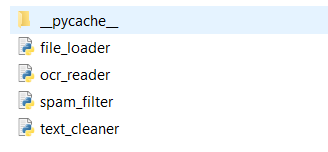 __pycache__
file_loader
ocr_reader
spam_filter
text_cleaner